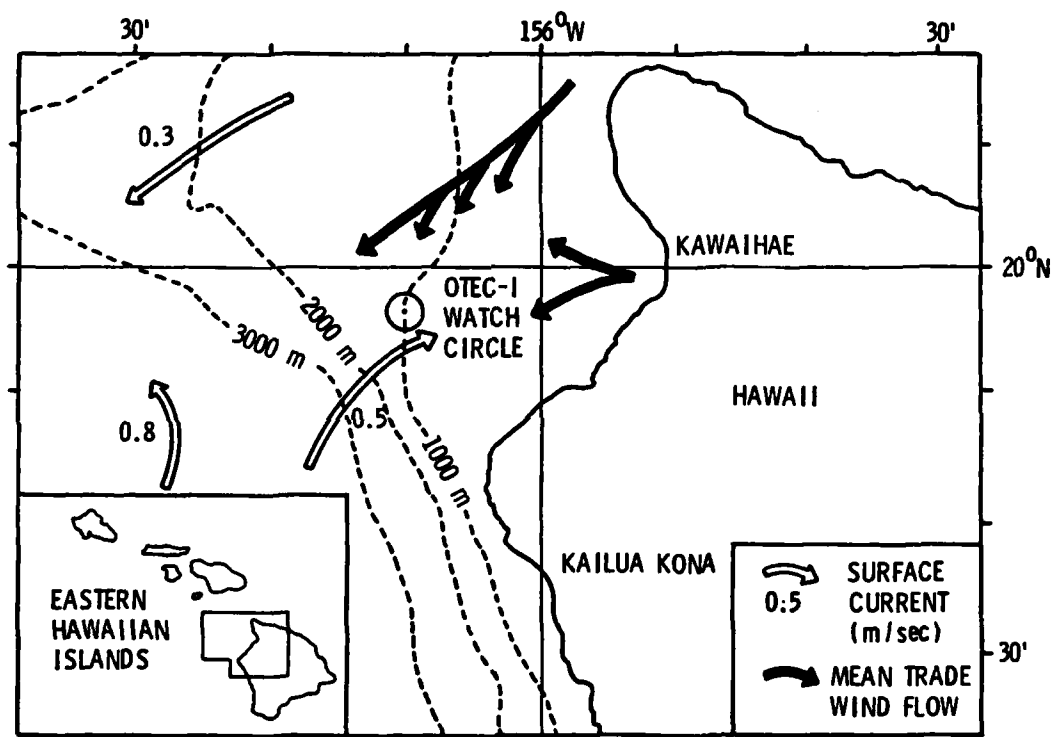 30'
156°W
30'
0.3
KAWAIHAE
20°N
OTEC-1
WATCH
CIRCLE
2000 m
3000 m
HAWAII
0.5
0.8
1000 m
KAILUA KONA
EASTERN
HAWAIIAN
ISLANDS
SURFACE
0:5 CURRENT
(m/sec)
30'
MEAN TRADE
WIND FLOW